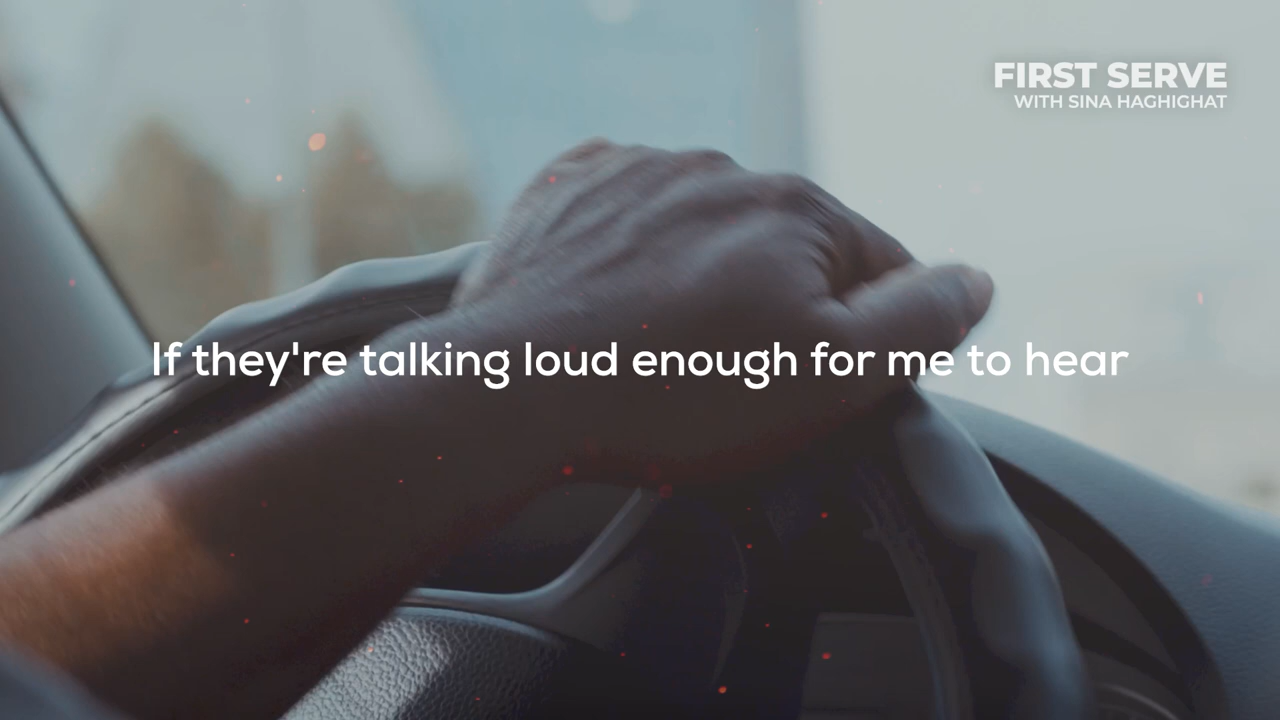 FIRST SERVE
WITH SINA HAGHIGHAT
If they're talking loud enough for me to hear